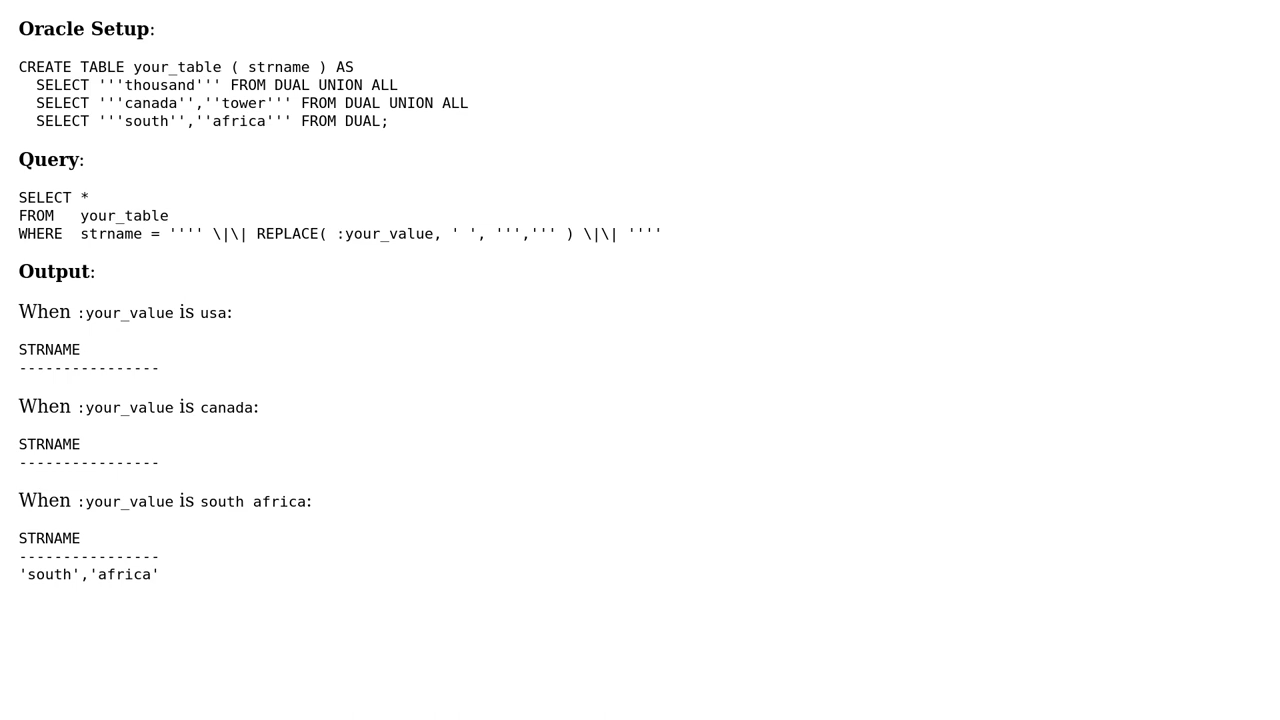 Oracle Setup:
CREATE TABLE your_table ( strname ) AS
  SELECT '''thousand''' FROM DUAL UNION ALL
  SELECT '''canada'',''tower''' FROM DUAL UNION ALL
  SELECT '''south'',''africa''' FROM DUAL;
Query:
SELECT *
FROM   your_table
WHERE  strname = '''' \|\| REPLACE( :your_value, ' ', ''',''' ) \|\| ''''
Output:
When :your_value is usa:
STRNAME
----------------
When :your_value is canada:
STRNAME
----------------
When :your_value is south africa:
STRNAME
----------------
'south','africa'